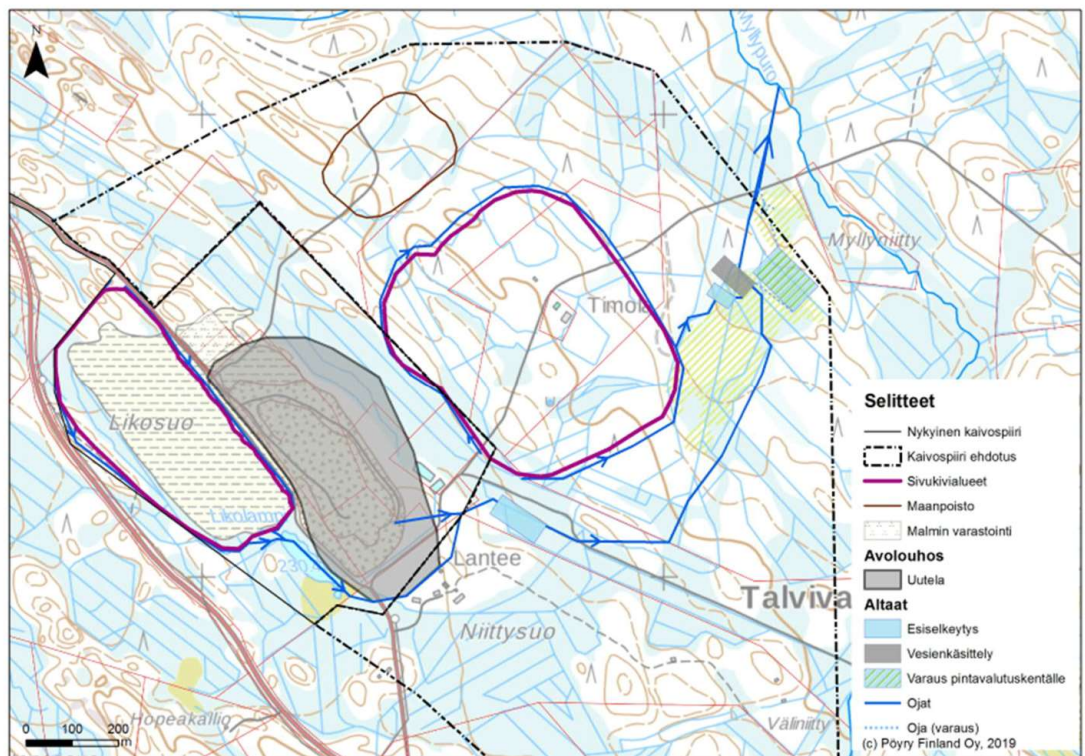 N
Myllypuro
Myllyniitty
Timola
Likosuo
Likolampi
230
Lantee
Talviva
Niittysuo
Hopeakallio
Väliniitty
0 100 200
m
Selitteet
Nykyinen kaivospiiri
Kaivospiiri ehdotus
Sivukivialueet
Maanpoisto
Malmin varastointi
Avolouhos
Uutela
Altaat
Esiselkeytys
Vesienkäsittely
Varaus pintavalutuskentälle
Ojat
Oja (varaus)
(c) Pöyry Finland Oy, 2019